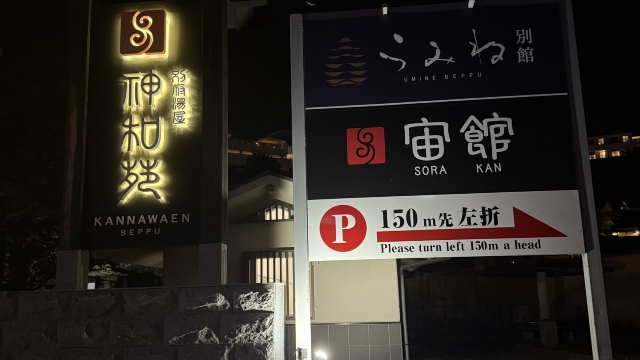 別府湯屋
神和苑
KANNAWAEN
BEPPU
うみね 別館
UMINE BEPPU
宙館
SORA KAN
P 150m先 左折
Please turn left 150m a head